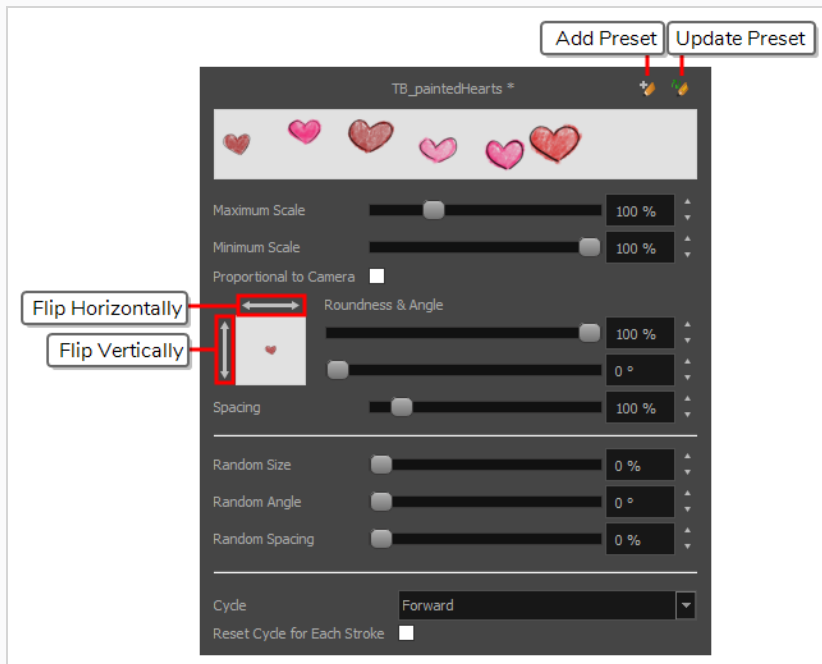 Add Preset
Update Preset
TB_paintedHearts *
Maximum Scale
100 %
Minimum Scale
100 %
Proportional to Camera
Flip Horizontally
Roundness & Angle
Flip Vertically
100 %
0 °
Spacing
100 %
Random Size
0 %
Random Angle
0 °
Random Spacing
0 %
Cycle
Forward
Reset Cycle for Each Stroke